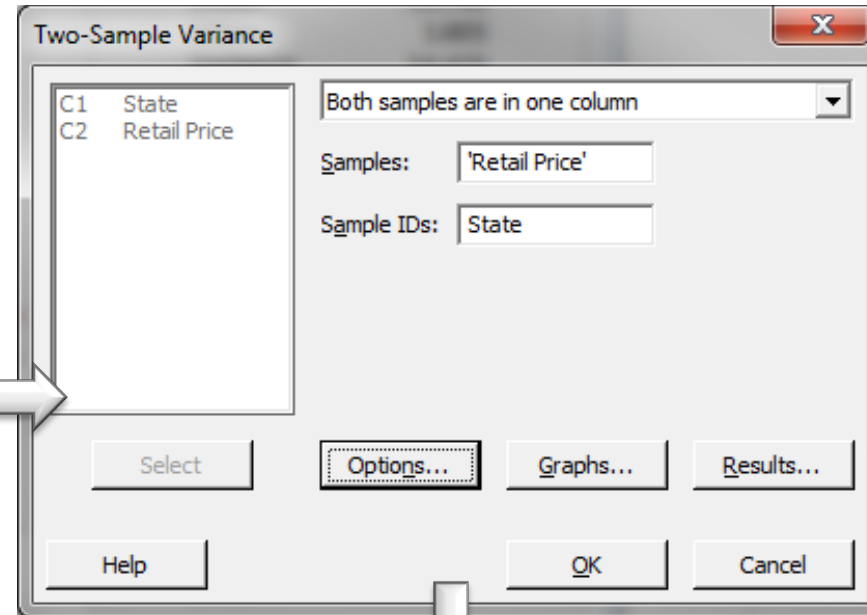 Two-Sample Variance
C1 State
C2 Retail Price
Both samples are in one column
Samples: 'Retail Price'
Sample IDs: State
Select
Options...
Graphs...
Results...
Help
OK
Cancel